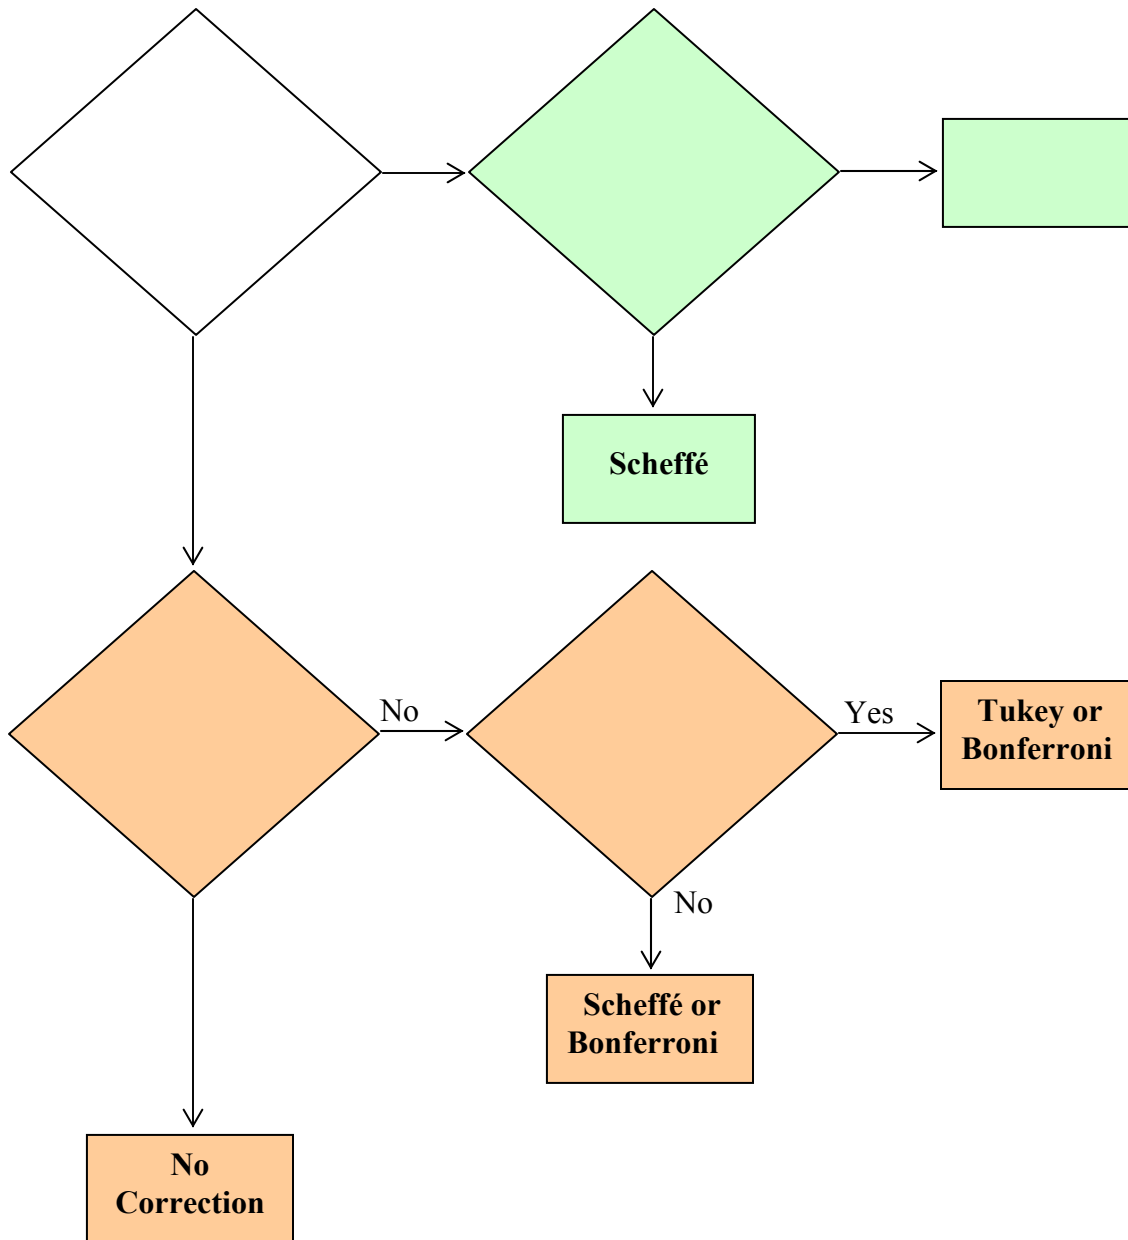 Scheffé
No
Yes
Tukey or
Bonferroni
No
Scheffé or
Bonferroni
No
Correction